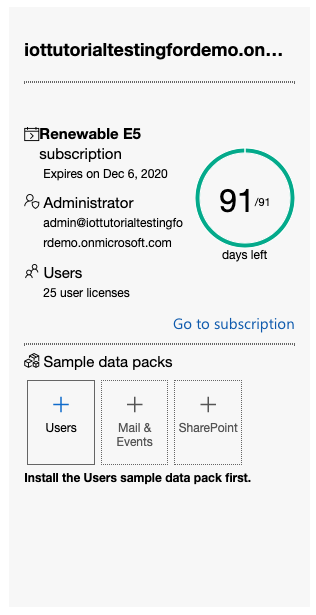 iottutorialtestingfordemo.on...
Renewable E5
subscription
Expires on Dec 6, 2020
91/91
days left
Administrator
admin@iottutorialtestingfo
rdemo.onmicrosoft.com
Users
25 user licenses
Go to subscription
Sample data packs
Users
Mail &
Events
SharePoint
Install the Users sample data pack first.